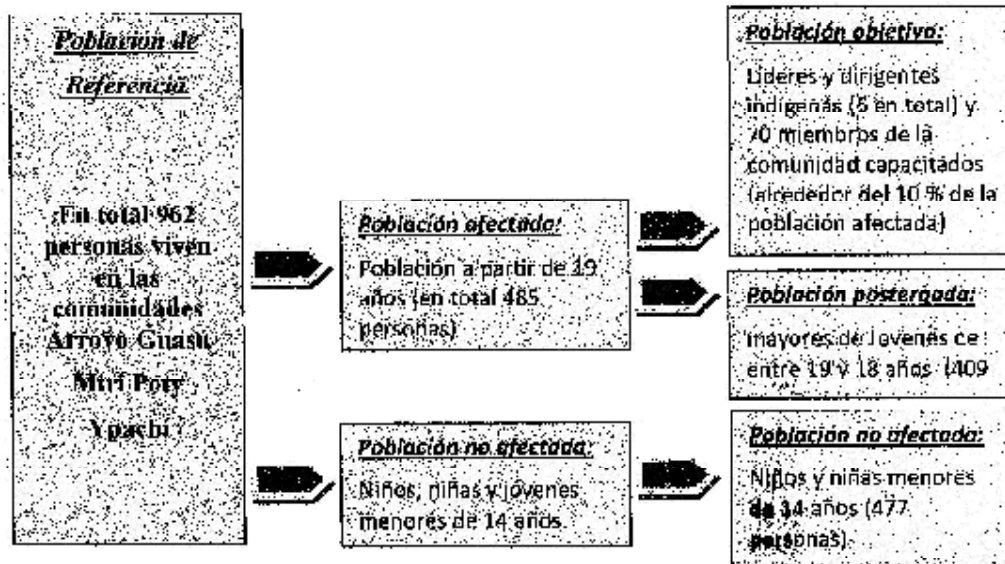 Población de
Referencia
En total 962
personas viven
en las
comunidades
Arroyo Guasu
Miri Poty
Ypachi
Población afectada:
Población a partir de 19
años (en total 485
personas)
Población no afectada:
Niños, niñas y jóvenes
menores de 14 años
Población objetivo:
Lideres y dirigentes
indígenas (6 en total) y
70 miembros de la
comunidad capacitados
(alrededor del 10 % de la
población afectada)
Población postergada:
mayores de Jovenes de
entre 19 y 18 años (409
Población no afectada:
Niños y niñas menores
de 14 años (477
personas)